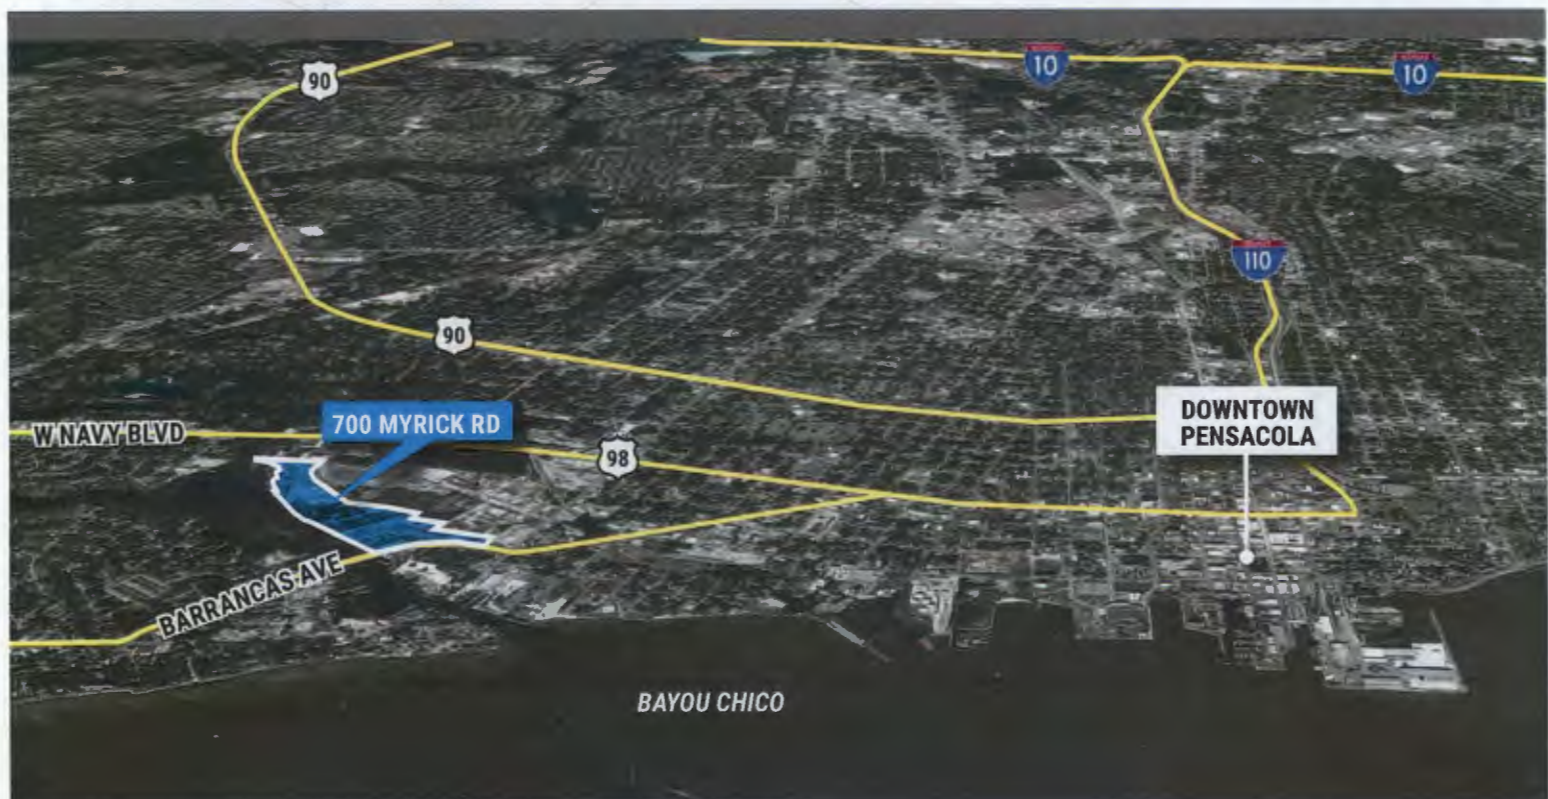 90
10
10
110
90
700 MYRICK RD
W NAVY BLVD
98
DOWNTOWN
PENSACOLA
BARRANCAS AVE
BAYOU CHICO